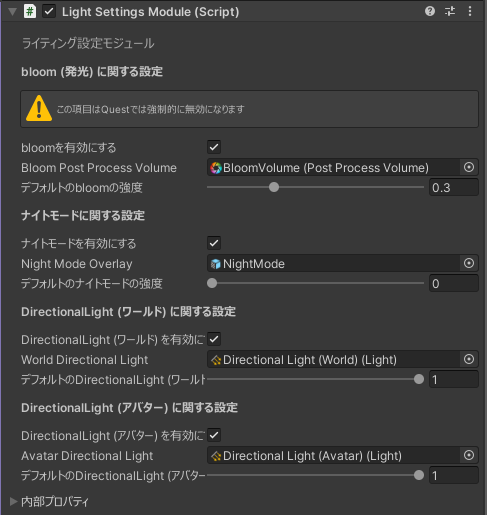 Light Settings Module (Script)
ライティング設定モジュール
bloom (発光) に関する設定
この項目はQuestでは強制的に無効になります
bloomを有効にする
Bloom Post Process Volume
BloomVolume (Post Process Volume)
デフォルトのbloomの強度
0.3
ナイトモードに関する設定
ナイトモードを有効にする
Night Mode Overlay
NightMode
デフォルトのナイトモードの強度
0
DirectionalLight (ワールド) に関する設定
DirectionalLight (ワールド) を有効に
World Directional Light
Directional Light (World) (Light)
デフォルトのDirectionalLight (ワールト
1
DirectionalLight (アバター) に関する設定
DirectionalLight (アバター) を有効に
Avatar Directional Light
Directional Light (Avatar) (Light)
デフォルトのDirectionalLight (アバター
1
内部プロパティ